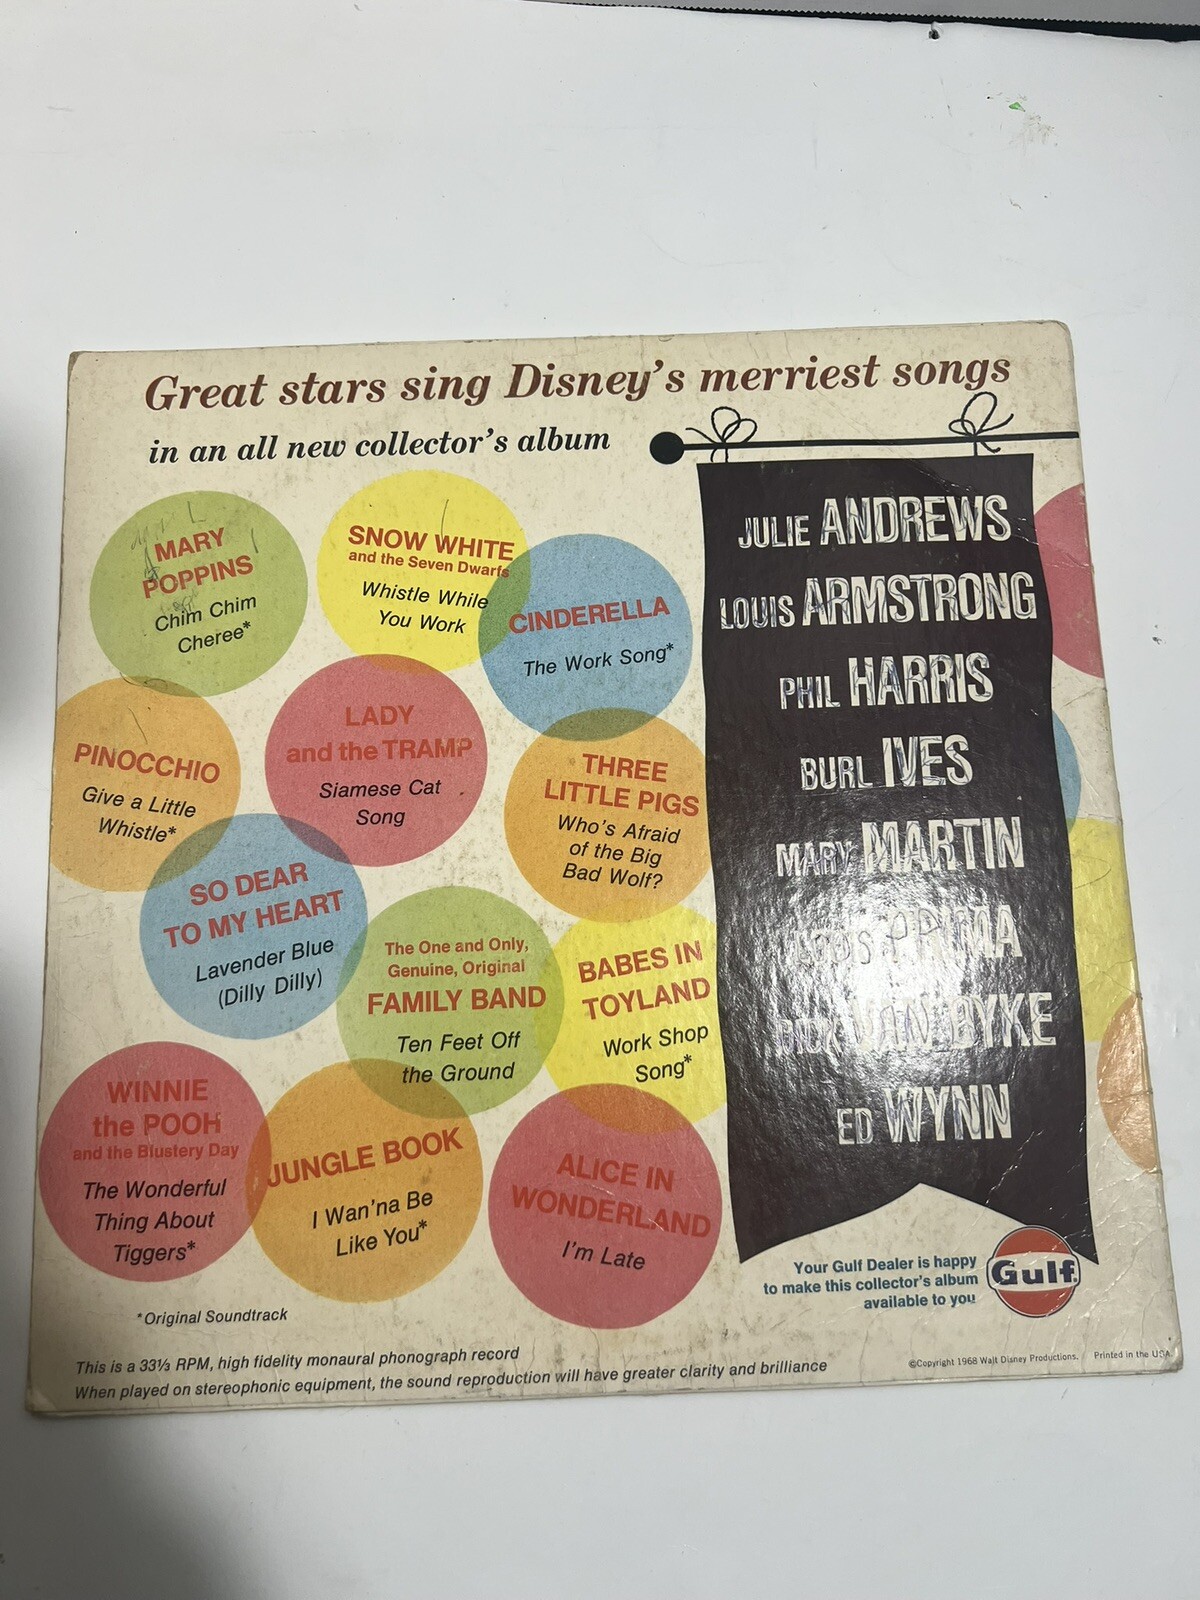 Great stars sing Disney's merriest songs
in an all new collector's album
MARY
POPPINS
Chim Chim
Cheree*
SNOW WHITE
and the Seven Dwarfs
Whistle While
You Work
CINDERELLA
The Work Song*
PINOCCHIO
Give a Little
Whistle*
LADY
and the TRAMP
Siamese Cat
Song
THREE
LITTLE PIGS
Who's Afraid
of the Big
Bad Wolf?
SO DEAR
TO MY HEART
Lavender Blue
(Dilly Dilly)
The One and Only,
Genuine, Original
FAMILY BAND
Ten Feet Off
the Ground
BABES IN
TOYLAND
Work Shop
Song*
WINNIE
the POOH
and the Blustery Day
The Wonderful
Thing About
Tiggers*
JUNGLE BOOK
I Wan'na Be
Like You*
ALICE IN
WONDERLAND
I'm Late
JULIE ANDREWS
LOUIS ARMSTRONG
PHIL HARRIS
BURL IVES
MARY MARTIN
LOUIS PRIMA
DICK VAN DYKE
ED WYNN
Your Gulf Dealer is happy
to make this collector's album
available to you
Gulf
*Original Soundtrack
This is a 33⅓ RPM, high fidelity monaural phonograph record
When played on stereophonic equipment, the sound reproduction will have greater clarity and brilliance
©Copyright 1968 Walt Disney Productions. Printed in the USA.